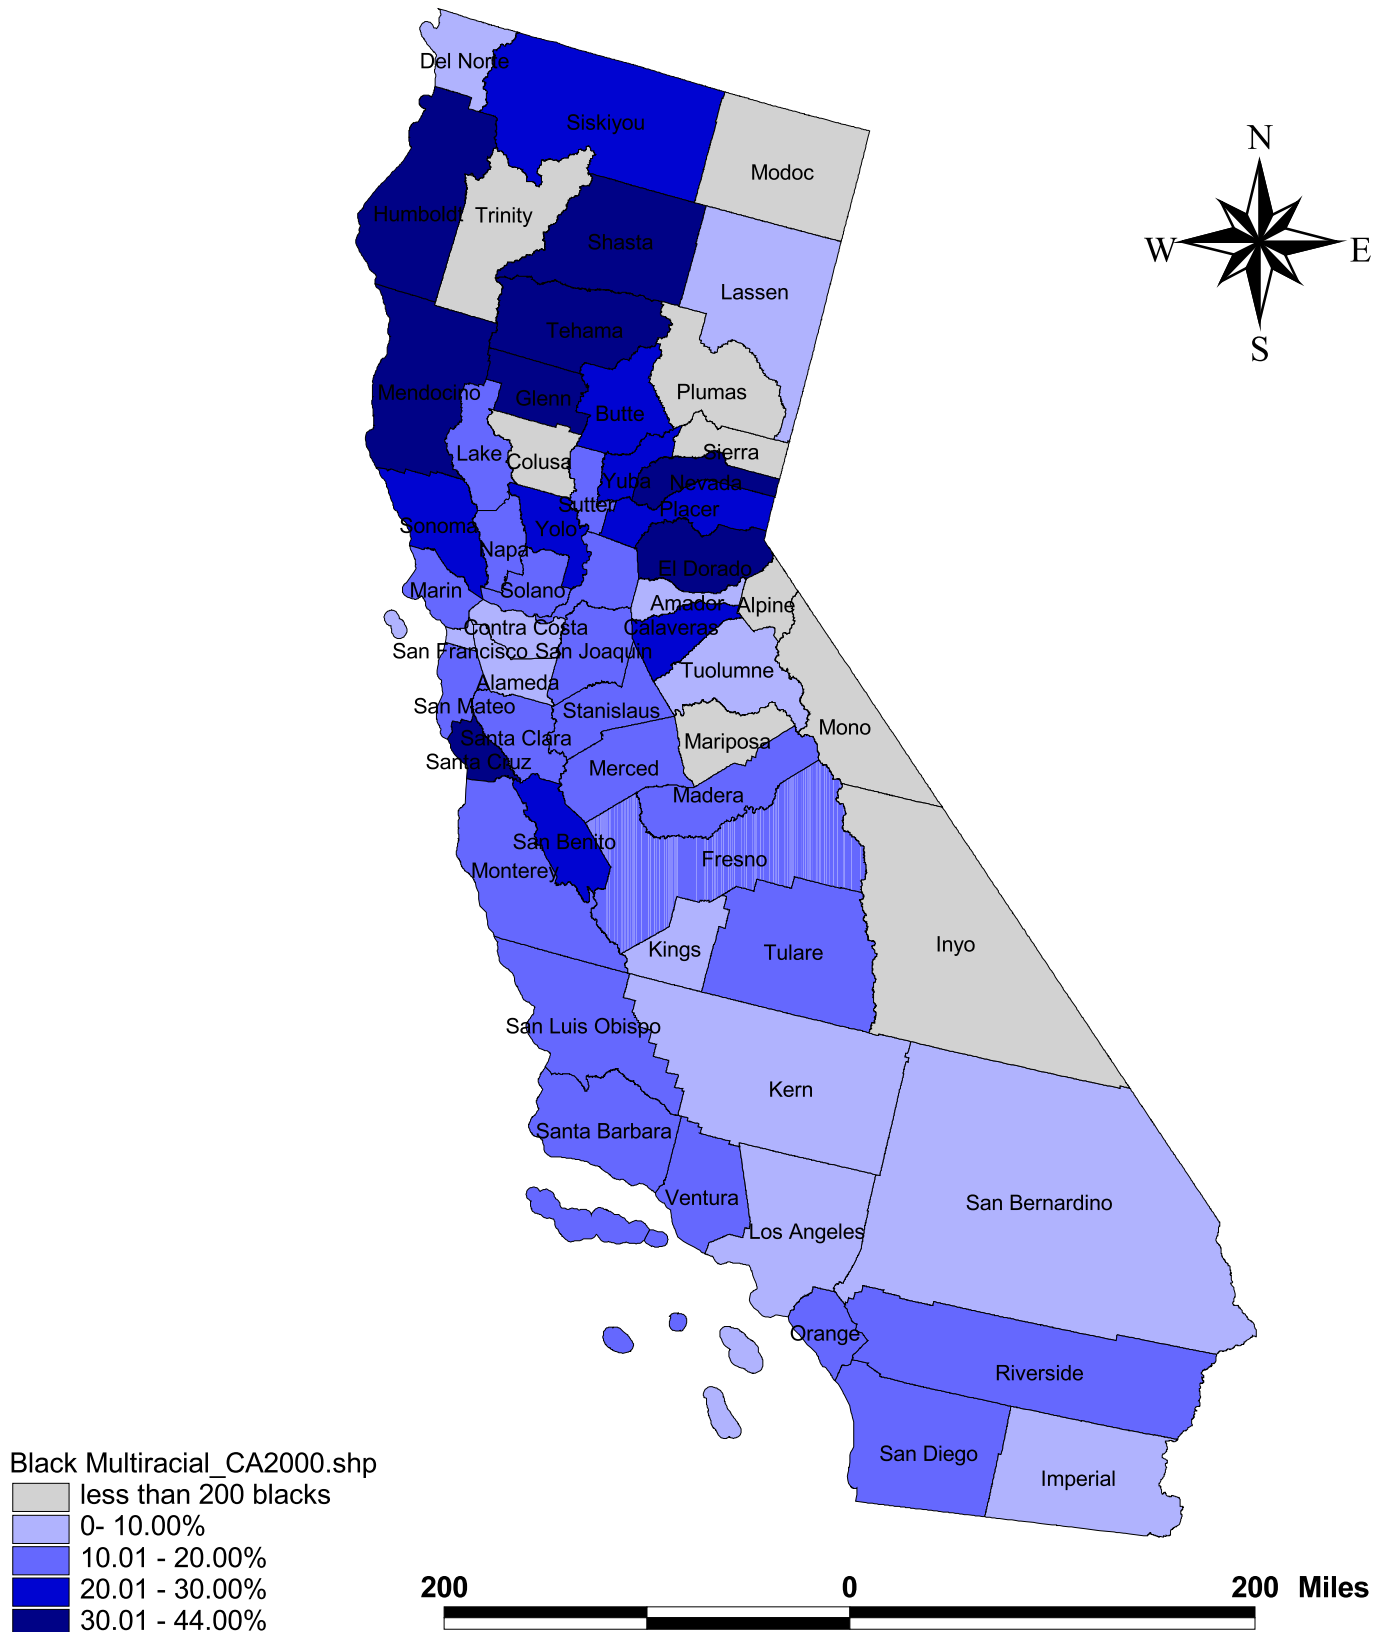 Del Norte
N
Siskiyou
Modoc
Humboldt
Trinity
Shasta
W
E
Lassen
Tehama
S
Mendocino
Glenn
Plumas
Butte
Lake
Colusa
Sierra
Yuba
Nevada
Sutter
Placer
Sonoma
Yolo
Napa
El Dorado
Marin
Solano
Amador
Alpine
Contra Costa
Calaveras
San Francisco
San Joaquin
Tuolumne
Alameda
San Mateo
Stanislaus
Mono
Santa Clara
Mariposa
Santa Cruz
Merced
Madera
San Benito
Fresno
Monterey
Kings
Tulare
Inyo
San Luis Obispo
Kern
Santa Barbara
Ventura
San Bernardino
Los Angeles
Orange
Riverside
San Diego
Imperial
Black Multiracial_CA2000.shp
less than 200 blacks
0- 10.00%
10.01 - 20.00%
20.01 - 30.00%
30.01 - 44.00%
200 0 200 Miles